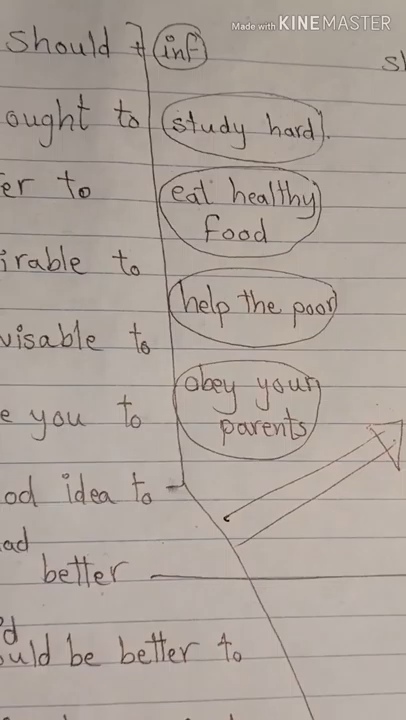 Made with KINEMASTER
should + inf
ought to study hard.
er to
eat healthy
food
irable to
help the poor
visable to
obey your
e you to
parents
od idea to
ad
better
ould be better to